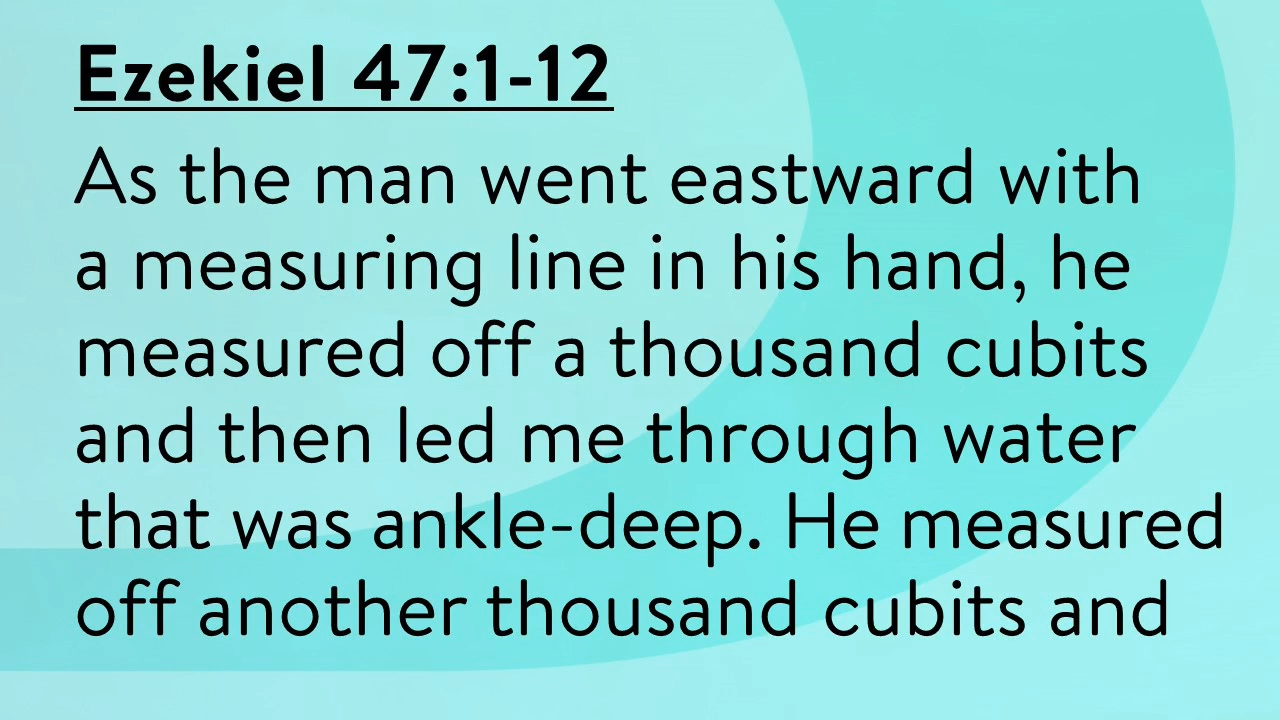 Ezekiel 47:1-12
As the man went eastward with
a measuring line in his hand, he
measured off a thousand cubits
and then led me through water
that was ankle-deep. He measured
off another thousand cubits and